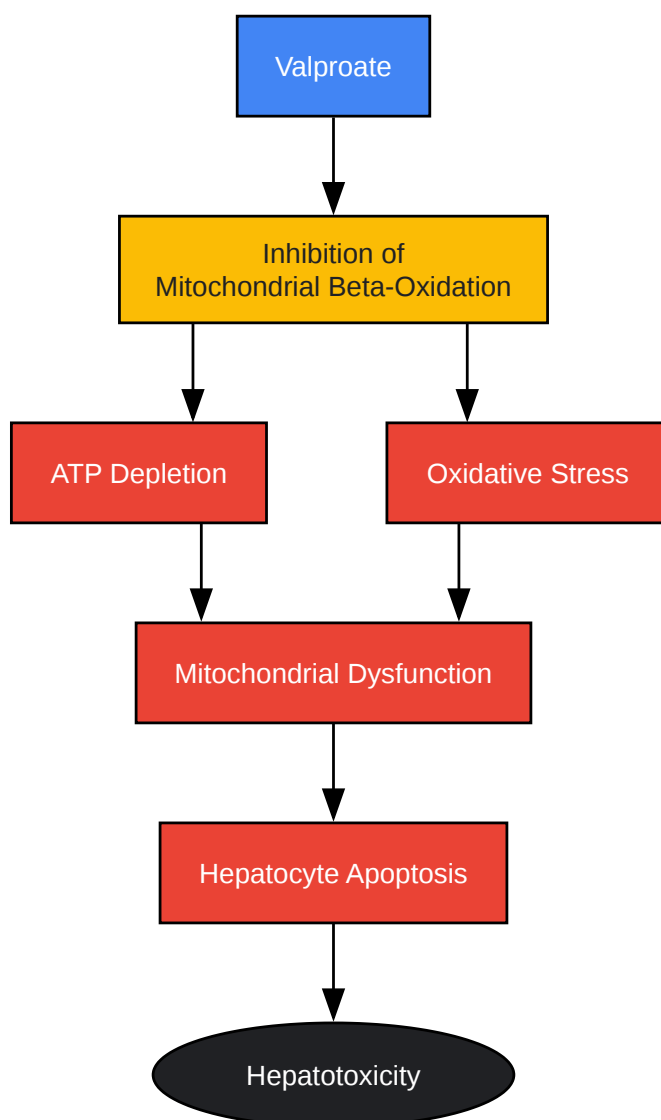 Valproate
Inhibition of
Mitochondrial Beta-Oxidation
ATP Depletion
Oxidative Stress
Mitochondrial Dysfunction
Hepatocyte Apoptosis
Hepatotoxicity